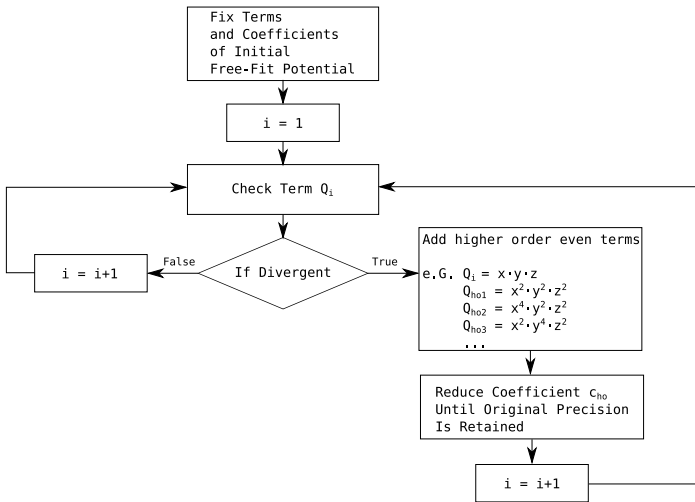 Fix Terms
and Coefficients
of Initial
Free-Fit Potential
i = 1
Check Term Qᵢ
If Divergent
False
True
i = i+1
Add higher order even terms
e.G. Qᵢ = x·y·z
Qₕₒ₁ = x²·y²·z²
Qₕₒ₂ = x⁴·y²·z²
Qₕₒ₃ = x²·y⁴·z²
...
Reduce Coefficient cₕₒ
Until Original Precision
Is Retained
i = i+1